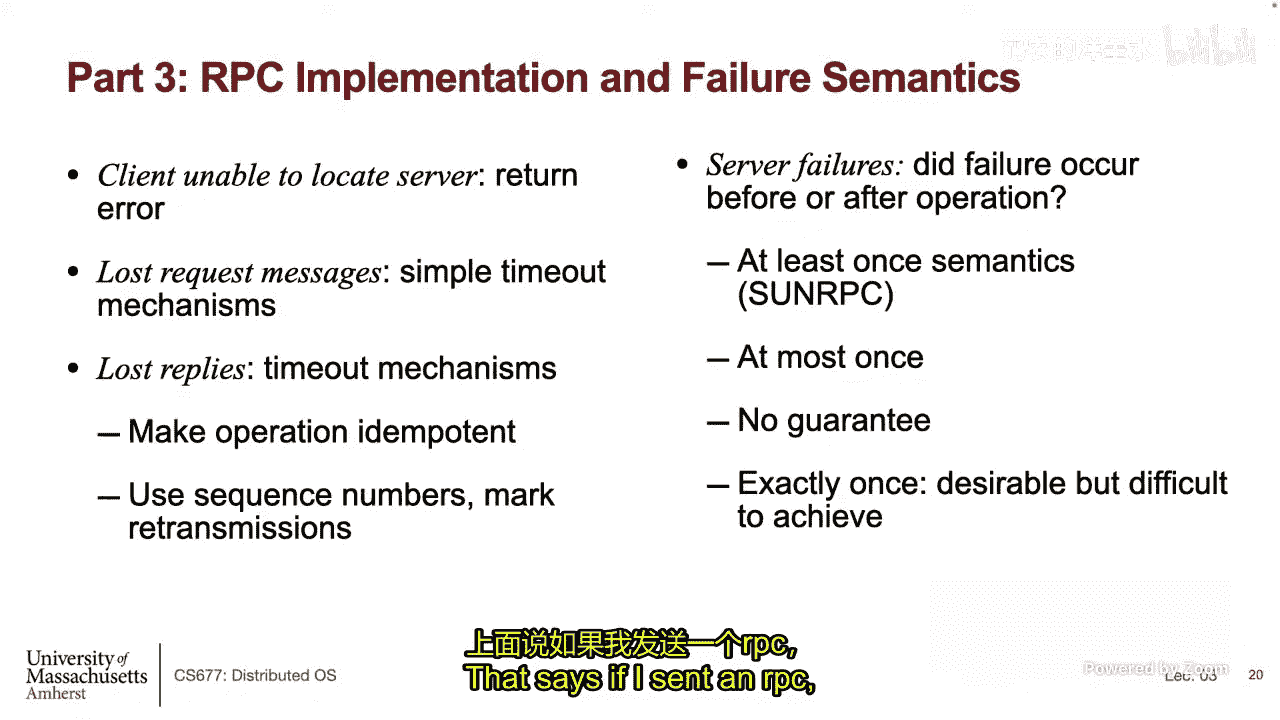 Part 3: RPC Implementation and Failure Semantics
• Client unable to locate server: return
error
• Lost request messages: simple timeout
mechanisms
• Lost replies: timeout mechanisms
– Make operation idempotent
– Use sequence numbers, mark
retransmissions
• Server failures: did failure occur
before or after operation?
– At least once semantics
(SUNRPC)
– At most once
– No guarantee
– Exactly once: desirable but difficult
to achieve
上面说如果我发送一个rpc,
That says if I sent an rpc,
University of
Massachusetts
Amherst
CS677: Distributed OS
Powered by Zoom
Lec. 03
20
bilibili